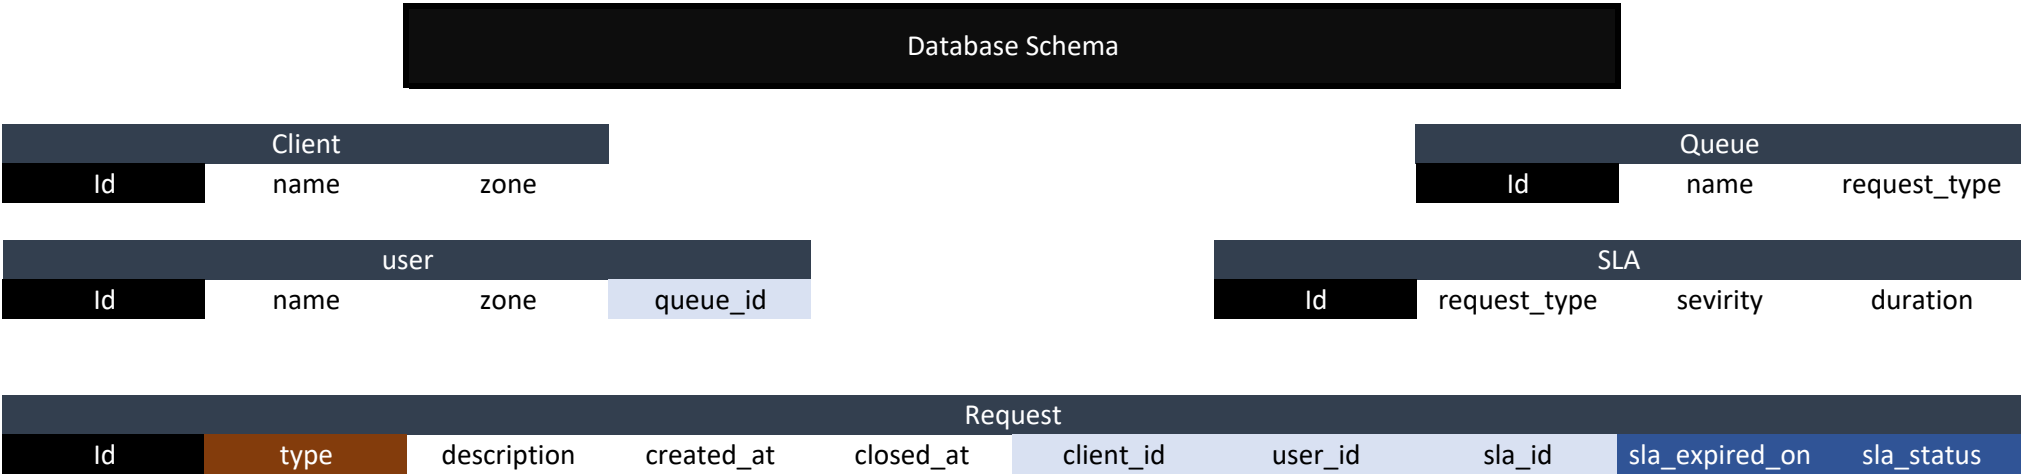 Database Schema
Client
Id name zone
Queue
Id name request_type
user
Id name zone queue_id
SLA
Id request_type sevirity duration
Request
Id type description created_at closed_at client_id user_id sla_id sla_expired_on sla_status